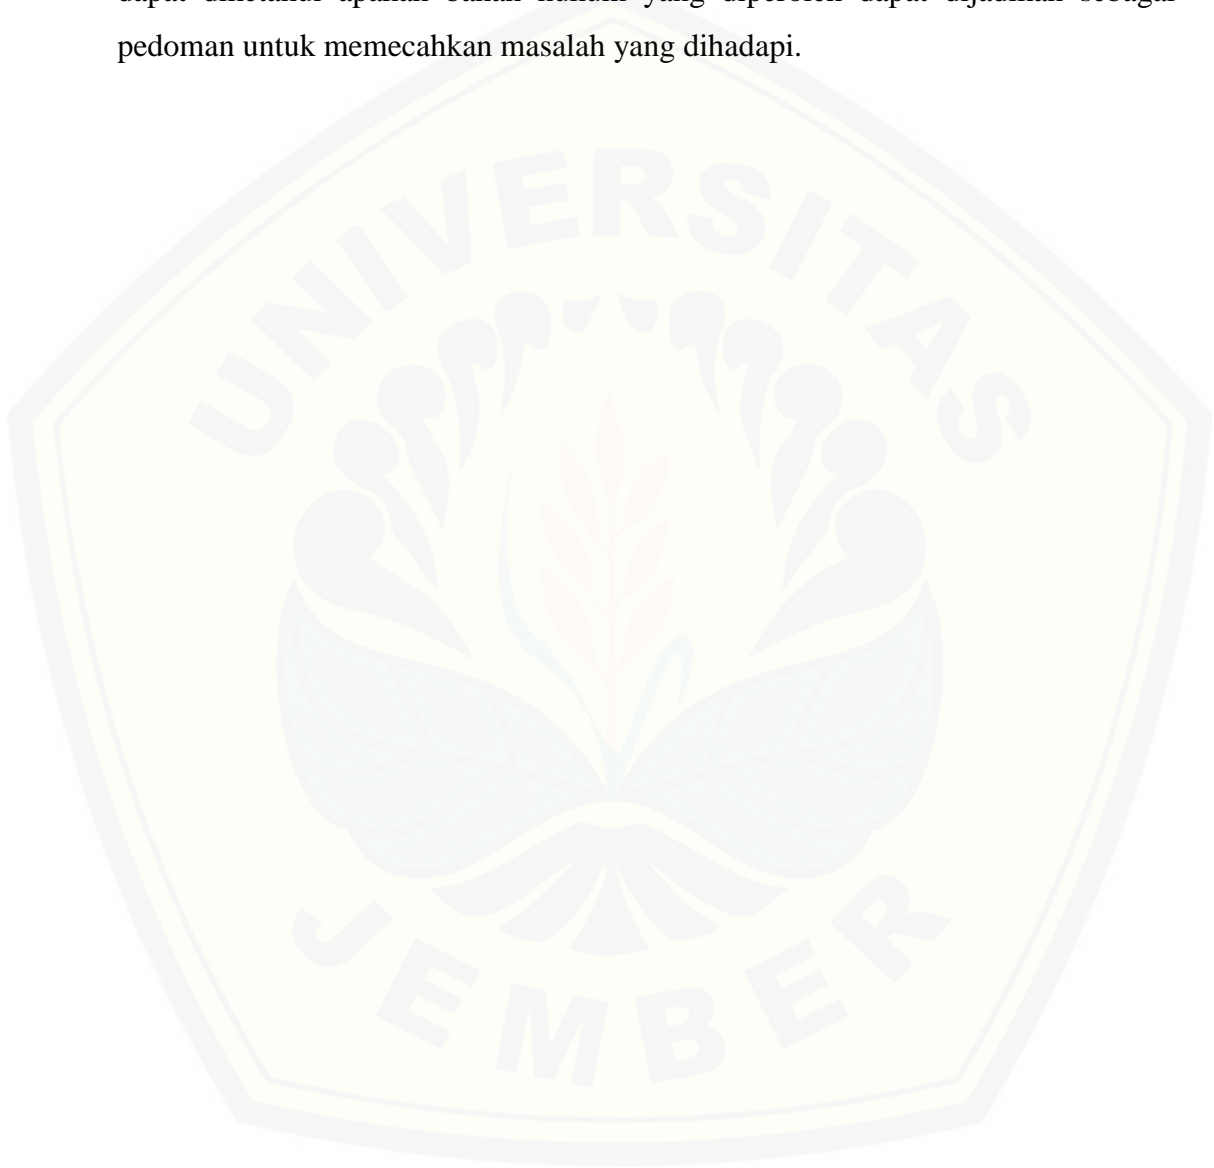 dapat diketahui apakah bahan hukum yang diperoleh dapat dijadikan sebagai
pedoman untuk memecahkan masalah yang dihadapi.
UNIVERSITAS
JEMBER